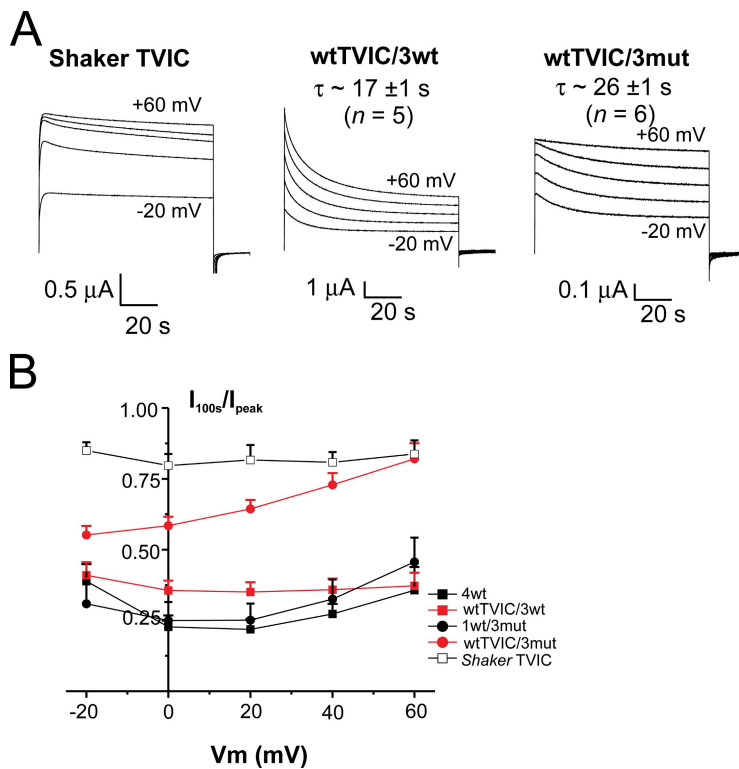 A
Shaker TVIC
wtTVIC/3wt
wtTVIC/3mut
τ ~ 17 ±1 s
τ ~ 26 ±1 s
(n = 5)
(n = 6)
+60 mV
+60 mV
+60 mV
-20 mV
-20 mV
-20 mV
0.5 µA
20 s
1 µA
20 s
0.1 µA
20 s
B
I100s/Ipeak
1.00
0.75
0.50
0.25
4wt
wtTVIC/3wt
1wt/3mut
wtTVIC/3mut
Shaker TVIC
-20
0
20
40
60
Vm (mV)